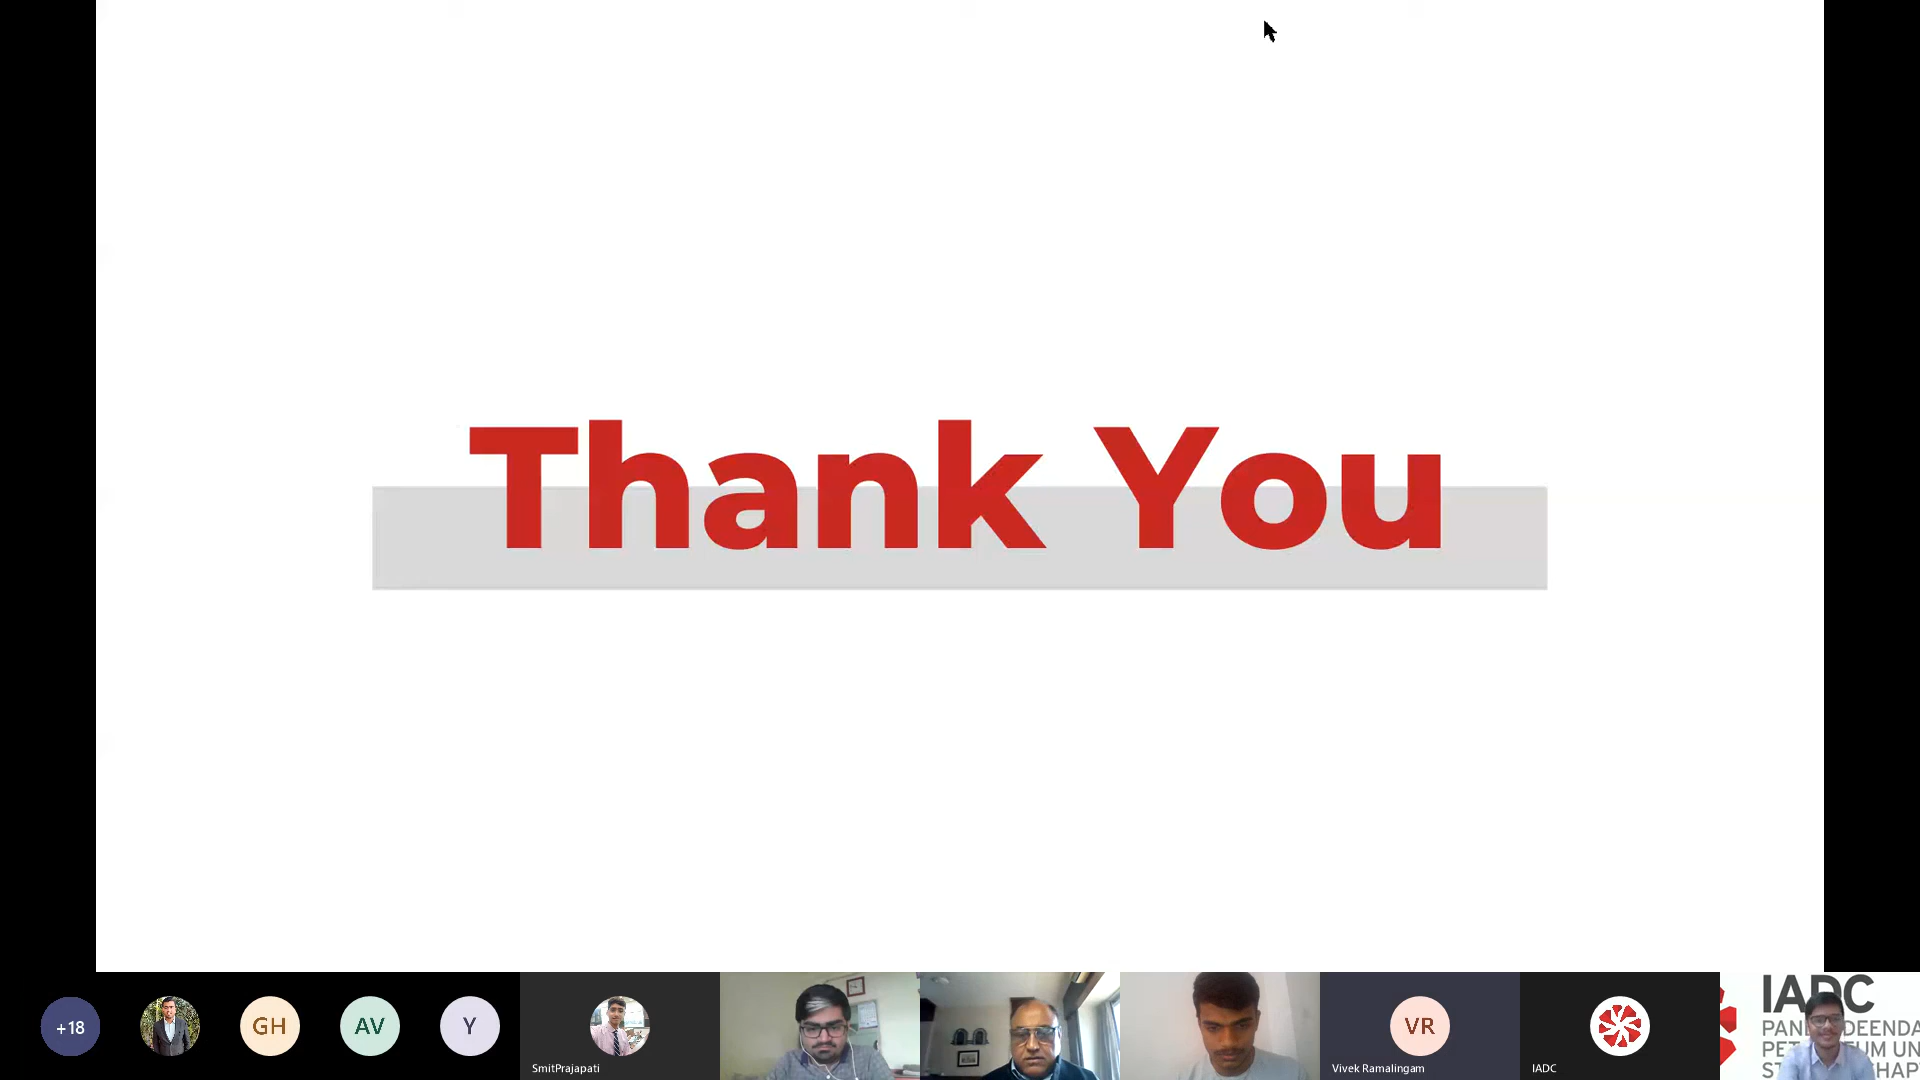 Thank You
+18
GH
AV
Y
SmitPrajapati
VR
Vivek Ramalingam
IADC
IADC